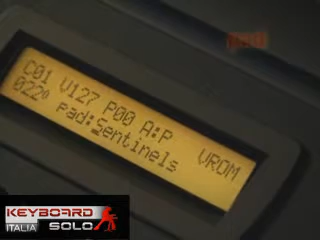 C01 V127 P00 A:P VROM
022° pad:Sentinels
KEYBOARD
ITALIA SOLO